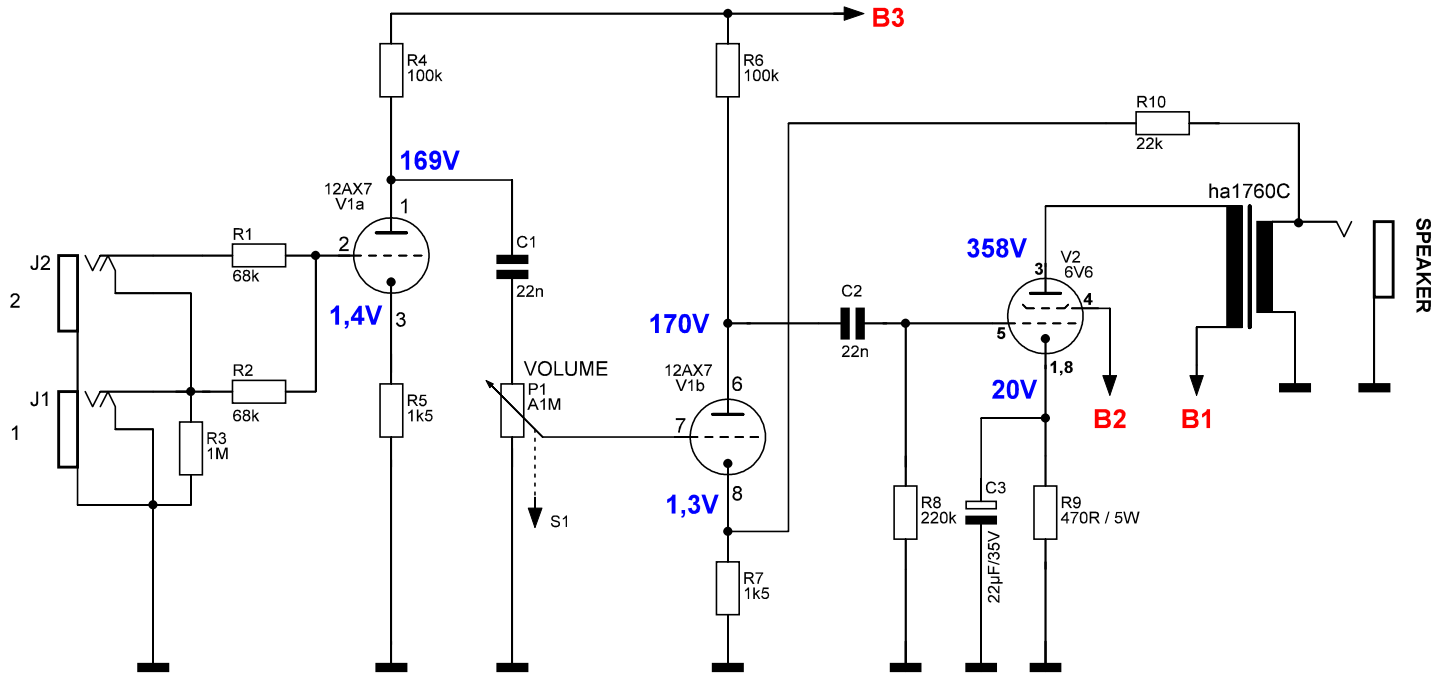 B3
R4
100k
R6
100k
R10
22k
169V
12AX7
V1a
1
2
3
1,4V
J2
2
R1
68k
C1
22n
ha1760C
SPEAKER
358V
V2
6V6
3
4
5
1,8
20V
B2
B1
170V
C2
22n
J1
1
R2
68k
R3
1M
R5
1k5
VOLUME
P1
A1M
S1
12AX7
V1b
6
7
8
1,3V
R7
1k5
R8
220k
C3
22µF/35V
R9
470R / 5W